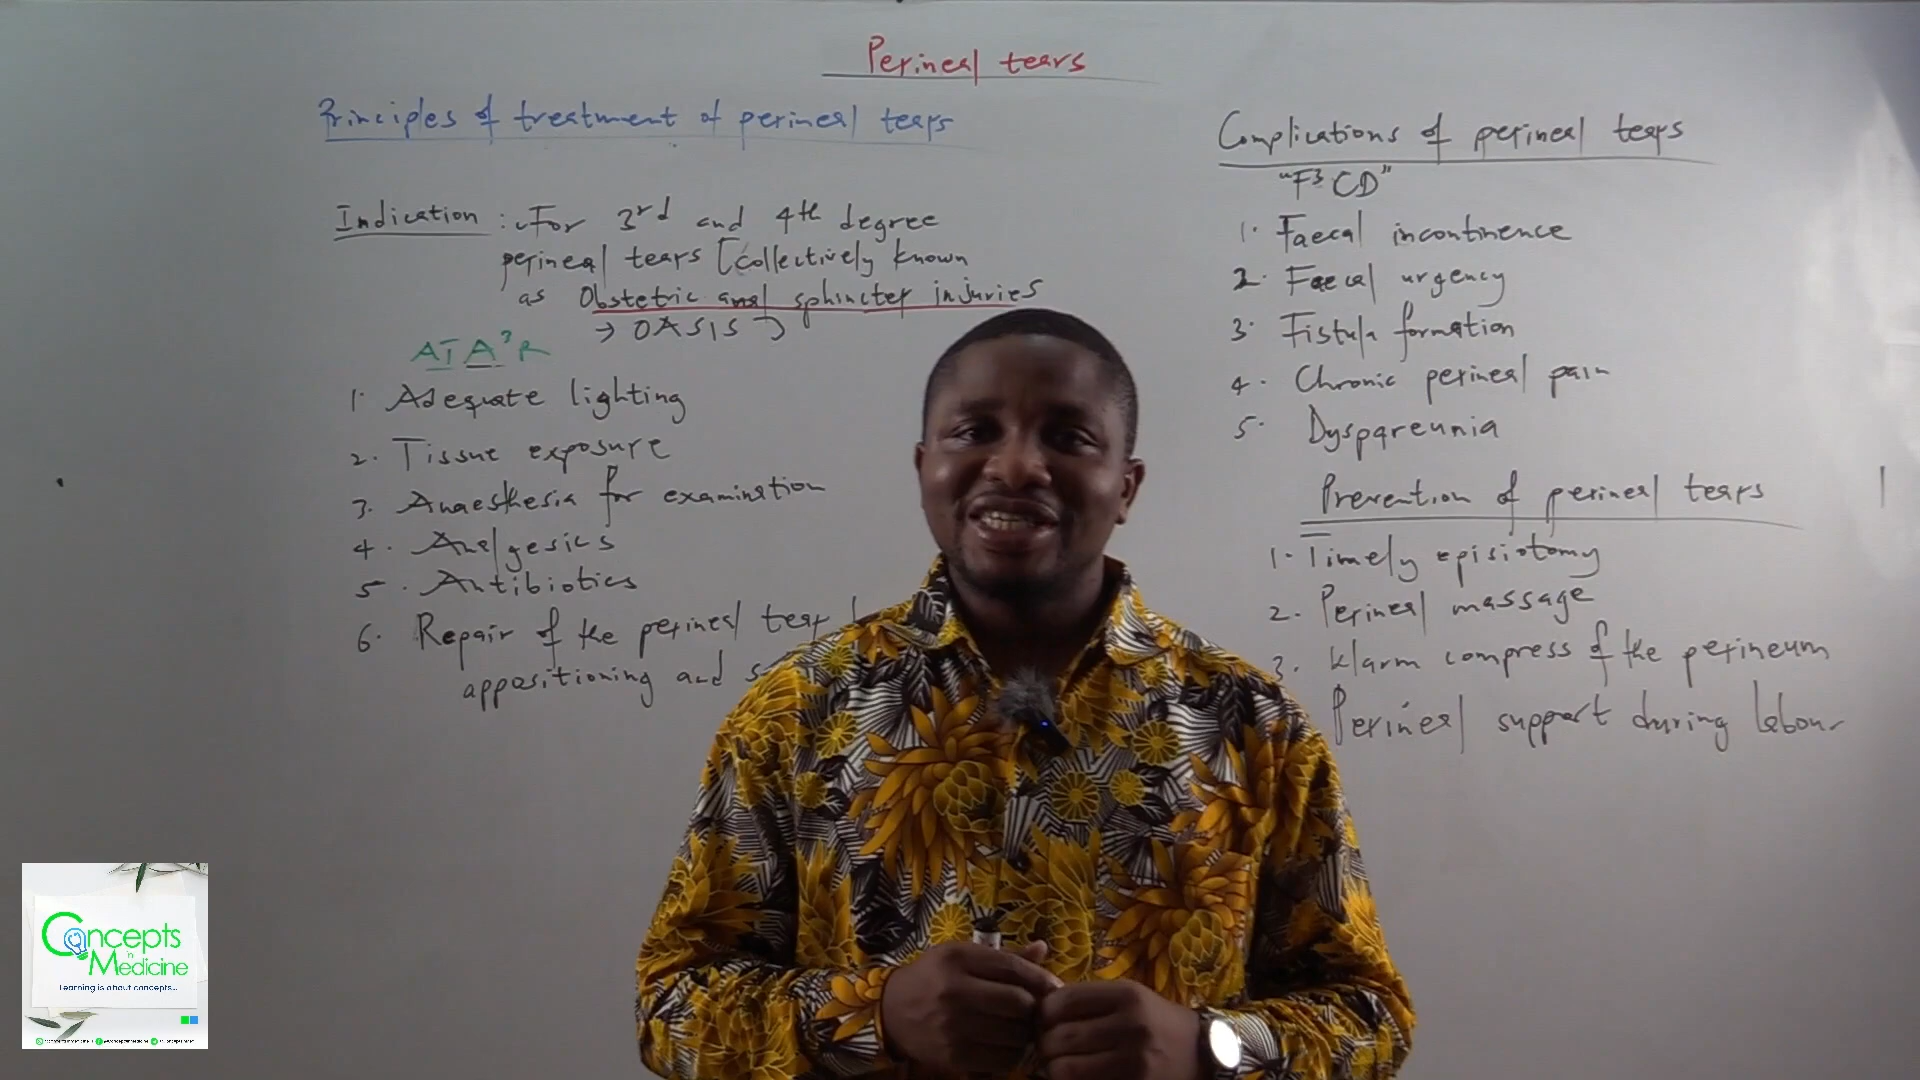 Perineal tears
Principles of treatment of perineal tears
Indication : For 3rd and 4th degree
perineal tears [collectively known
as Obstetric anal sphincter injuries
→ OASIS ]
ATA³R
1. Adequate lighting
2. Tissue exposure
3. Anaesthesia for examination
4. Analgesics
5. Antibiotics
6. Repair of the perineal tear
appositioning and
Complications of perineal tears
"F³CD"
1. Faecal incontinence
2. Faecal urgency
3. Fistula formation
4. Chronic perineal pain
5. Dyspareunia
Prevention of perineal tears
1. Timely episiotomy
2. Perineal massage
3. Warm compress of the perineum
Perineal support during labour
Concepts
in
Medicine
Learning is about concepts...